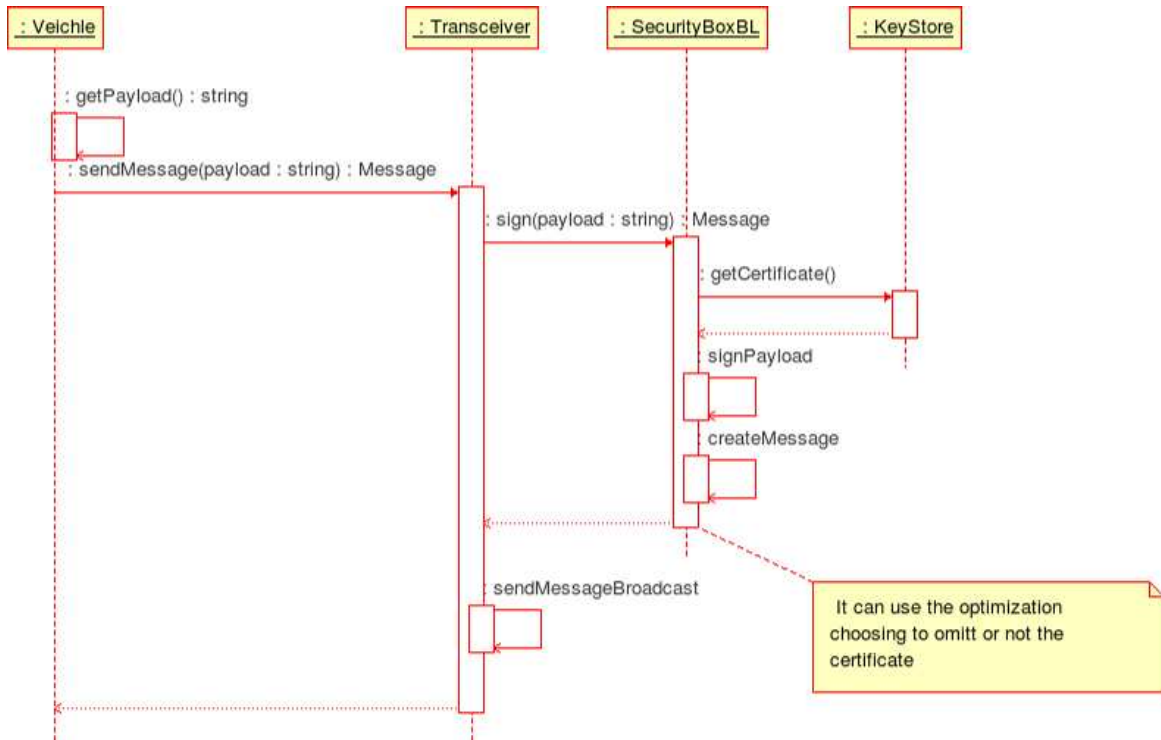 : Veichle
: Transceiver
: SecurityBoxBL
: KeyStore
: getPayload() : string
: sendMessage(payload : string) : Message
: sign(payload : string) : Message
: getCertificate()
: signPayload
: createMessage
: sendMessageBroadcast
It can use the optimization
choosing to omitt or not the
certificate